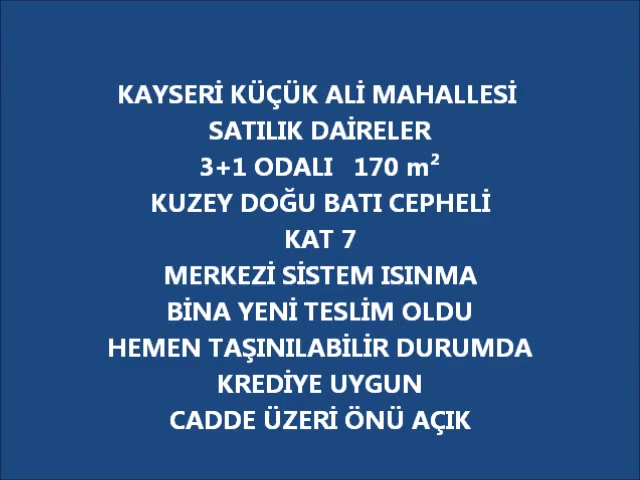 KAYSERİ KÜÇÜK ALİ MAHALLESİ
SATILIK DAİRELER
3+1 ODALI 170 m²
KUZEY DOĞU BATI CEPHELİ
KAT 7
MERKEZİ SİSTEM ISINMA
BİNA YENİ TESLİM OLDU
HEMEN TAŞINILABİLİR DURUMDA
KREDİYE UYGUN
CADDE ÜZERİ ÖNÜ AÇIK